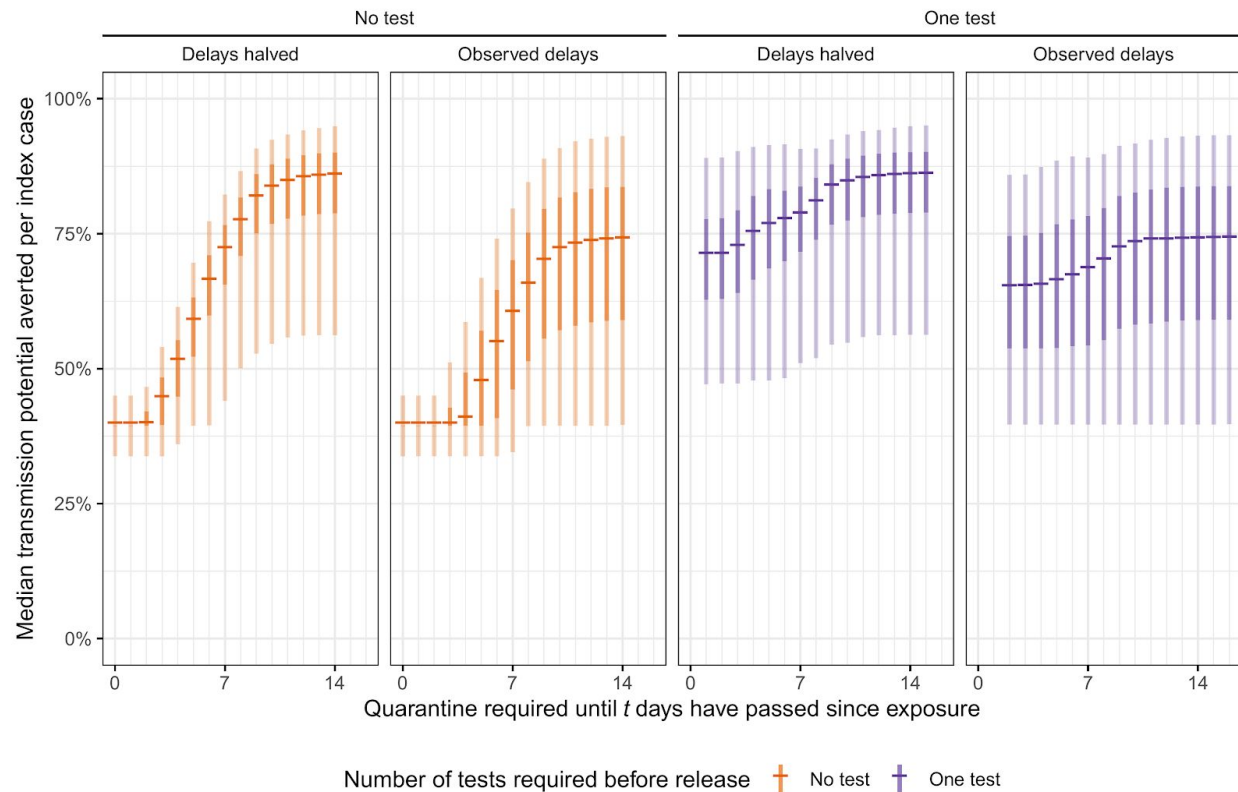 No test One test
Delays halved Observed delays Delays halved Observed delays
Median transmission potential averted per index case
100%
75%
50%
25%
0%
0 7 14 0 7 14 0 7 14 0 7 14
Quarantine required until t days have passed since exposure
Number of tests required before release No test One test